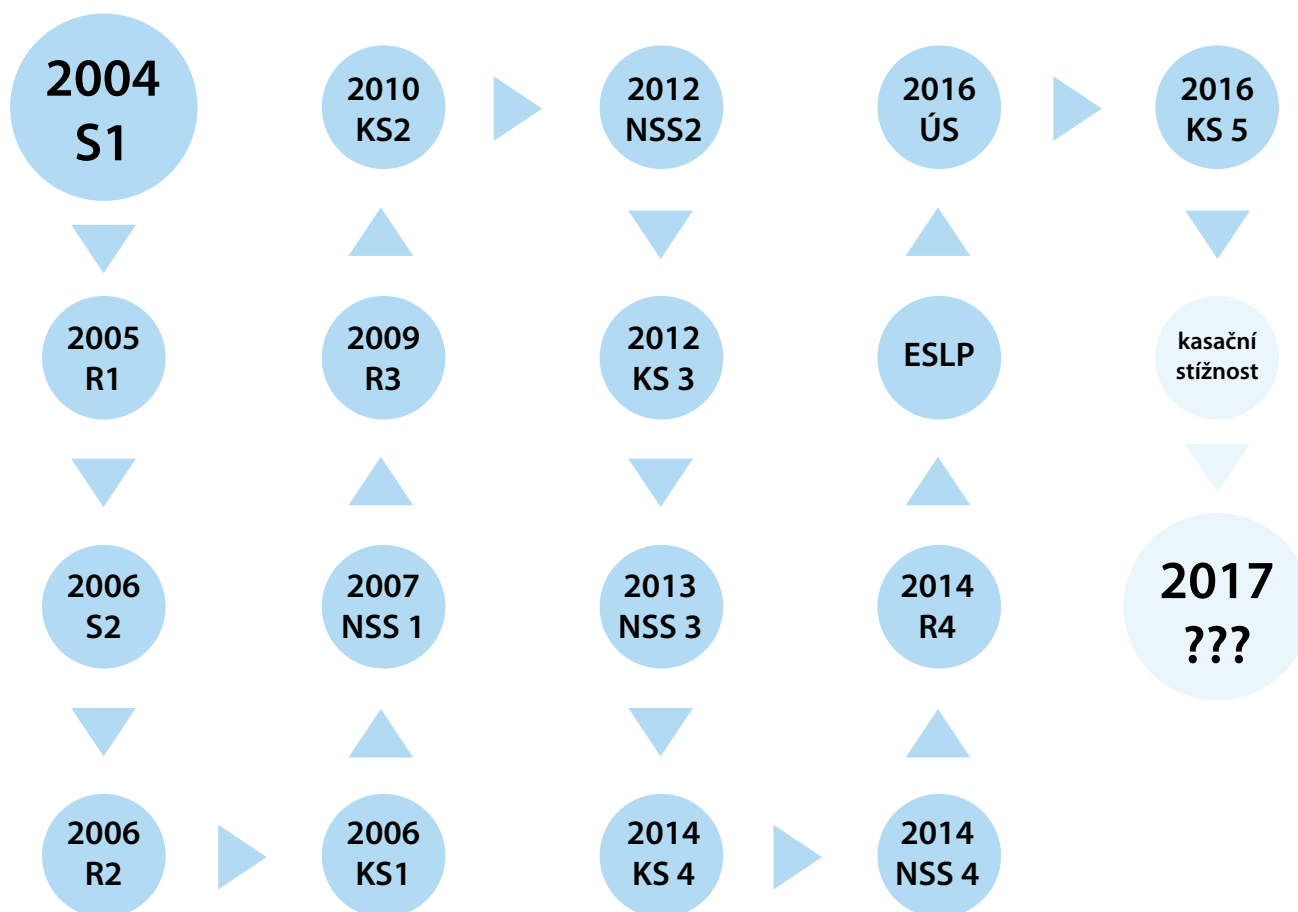 2004
S1
2005
R1
2006
S2
2006
R2
2006
KS1
2007
NSS 1
2009
R3
2010
KS2
2012
NSS2
2012
KS 3
2013
NSS 3
2014
KS 4
2014
NSS 4
2014
R4
ESLP
2016
ÚS
2016
KS 5
kasační
stížnost
2017
???